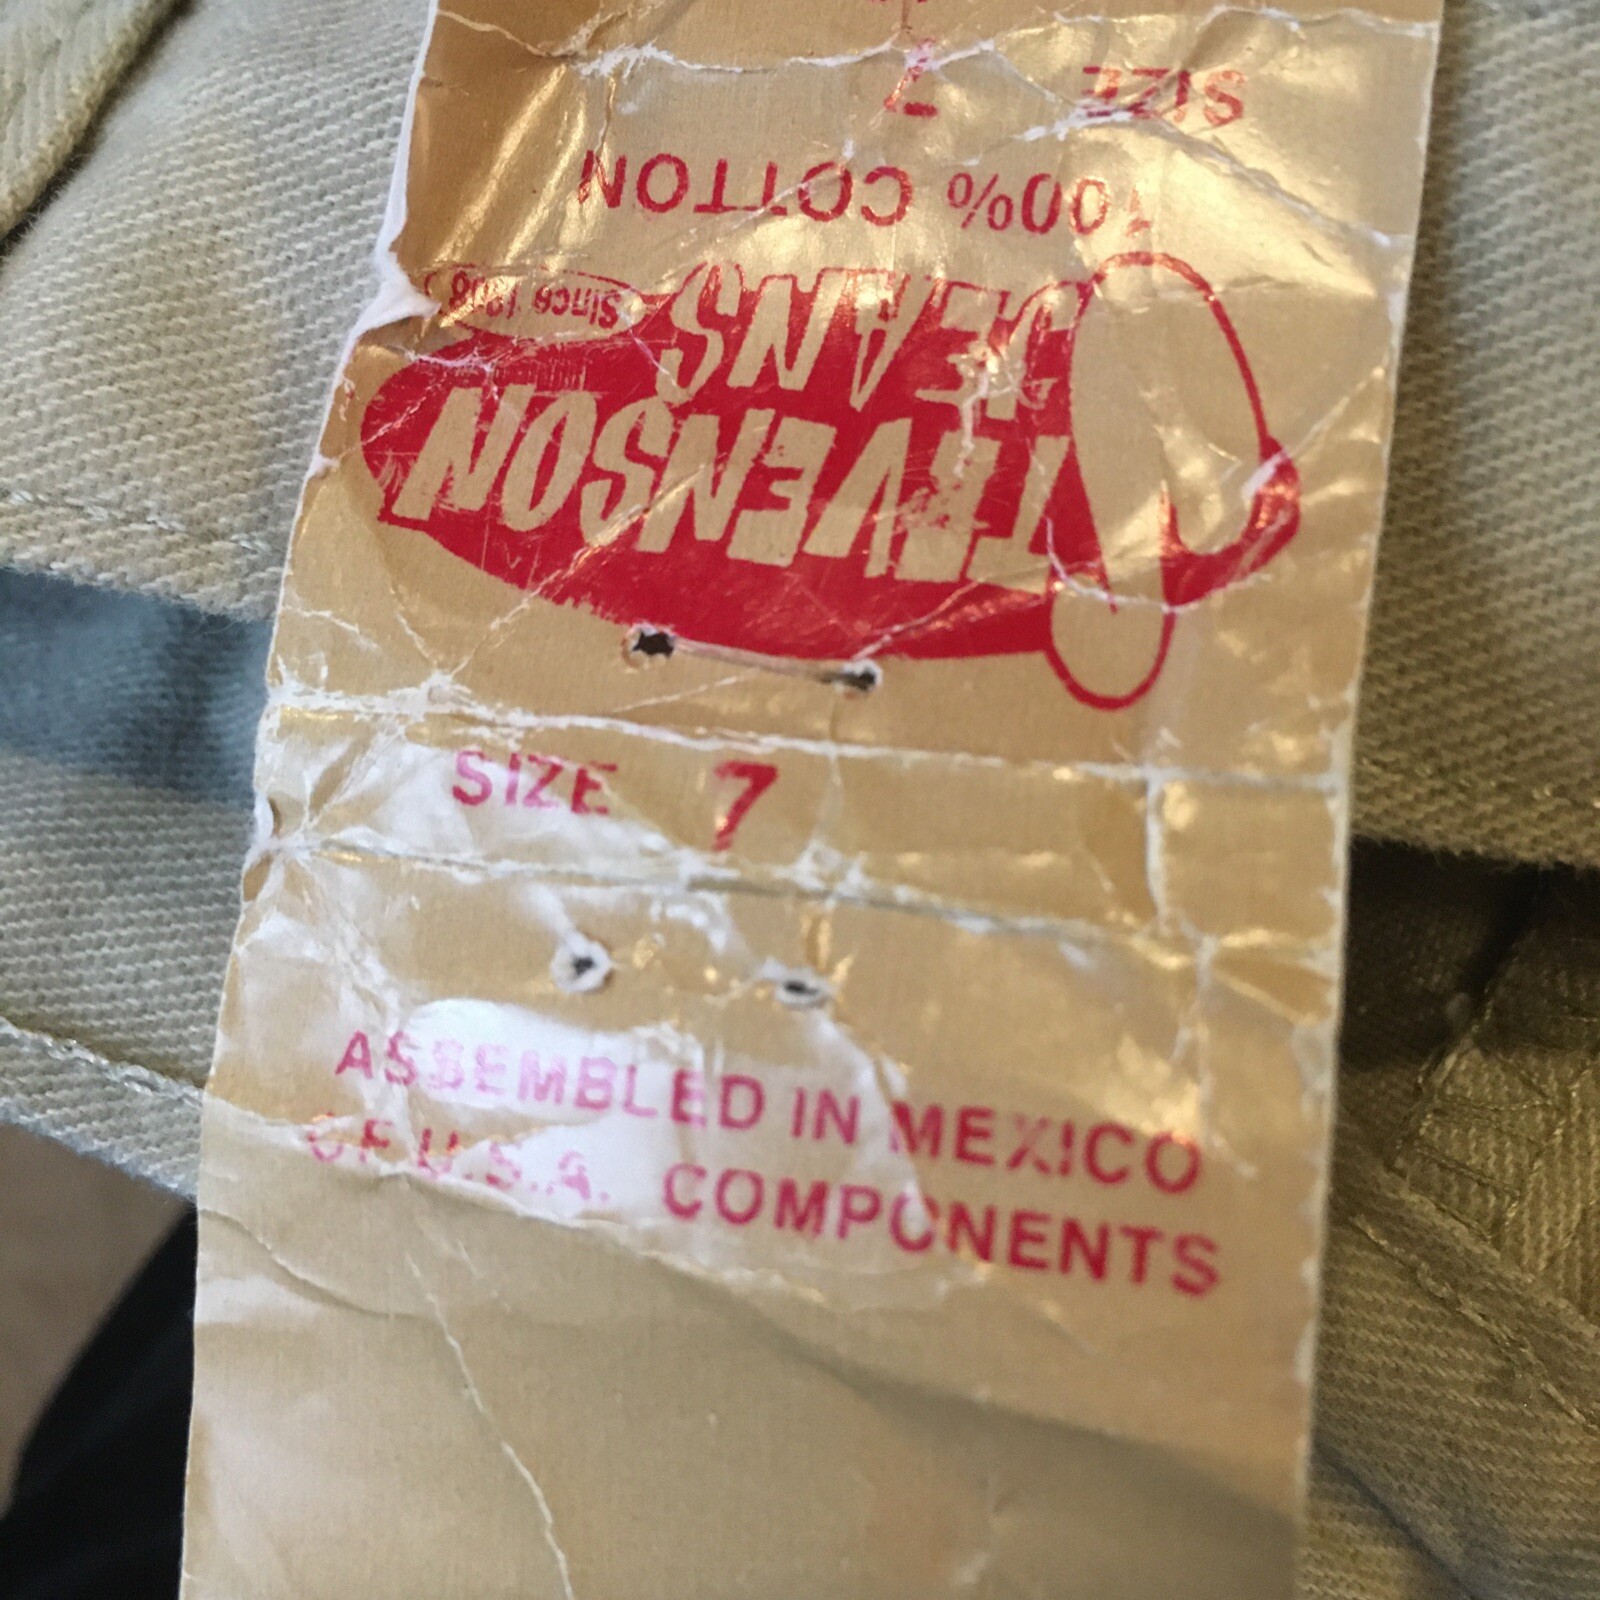 STEVENSON
JEANS
Since 1908
100% COTTON
SIZE 7
SIZE 7
ASSEMBLED IN MEXICO
OF U.S.A. COMPONENTS